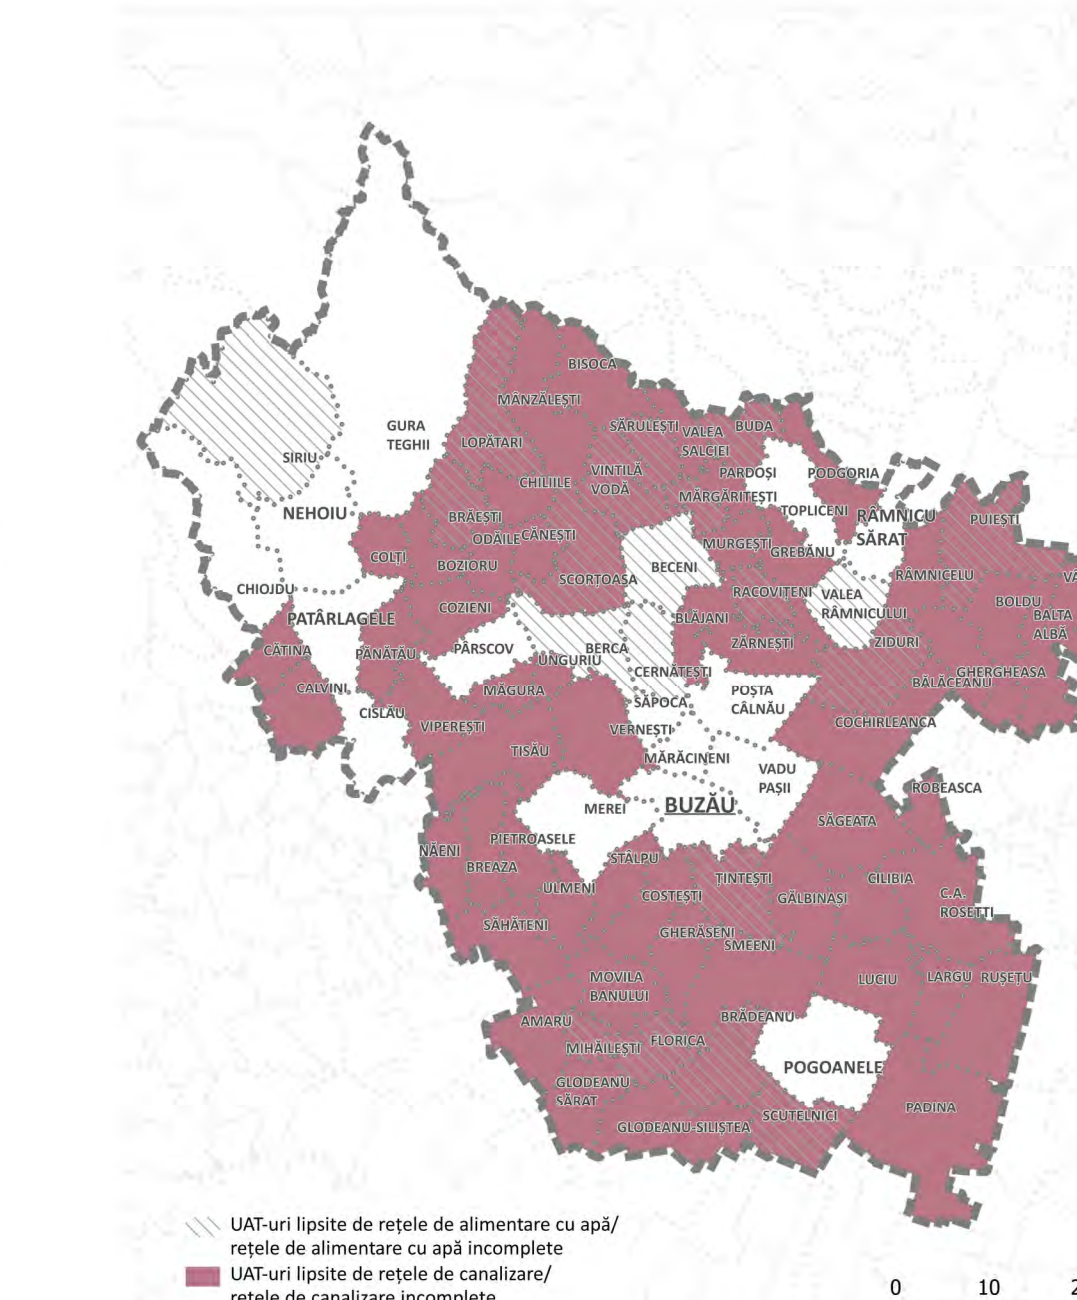 BISOCA
MÂNZĂLEȘTI
GURA
TEGHII
LOPĂTARI
SĂRULEȘTI
VALEA
SALCIEI
BUDA
SIRIU
VINTILĂ
VODĂ
CHILIILE
PARDOȘI
PODGORIA
MĂRGĂRITEȘTI
TOPLICENI
RÂMNICU
SĂRAT
PUIEȘTI
NEHOIU
BRĂEȘTI
ODĂILE
CĂNEȘTI
MURGEȘTI
GREBĂNU
COLȚI
BOZIORU
SCORȚOASA
BECENI
RÂMNICELU
CHIOJDU
RACOVIȚENI
VALEA
RÂMNICULUI
BOLDU
BALTA
ALBĂ
PATÂRLAGELE
COZIENI
BLĂJANI
ZĂRNEȘTI
ZIDURI
CĂTINA
PĂNĂTĂU
PÂRSCOV
UNGURIU
BERCA
CERNĂTEȘTI
GHERGHEASA
BĂLĂCEANU
CALVINI
MĂGURA
SĂPOCA
POȘTA
CÂLNĂU
CISLĂU
VIPEREȘTI
VERNEȘTI
COCHIRLEANCA
TISĂU
MĂRĂCINENI
VADU
PAȘII
ROBEASCA
MEREI
BUZĂU
SĂGEATA
NĂENI
PIETROASELE
BREAZA
STÂLPU
ULMENI
COSTEȘTI
ȚINTEȘTI
GĂLBINAȘI
CILIBIA
C.A.
ROSETTI
SĂHĂTENI
GHERĂSENI
SMEENI
MOVILA
BANULUI
LUCIU
LARGU
RUȘEȚU
AMARU
MIHĂILEȘTI
FLORICA
BRĂDEANU
POGOANELE
GLODEANU
SĂRAT
GLODEANU-SILIȘTEA
SCUTELNICI
PADINA
UAT-uri lipsite de rețele de alimentare cu apă/
rețele de alimentare cu apă incomplete
UAT-uri lipsite de rețele de canalizare/
rețele de canalizare incomplete
0 10